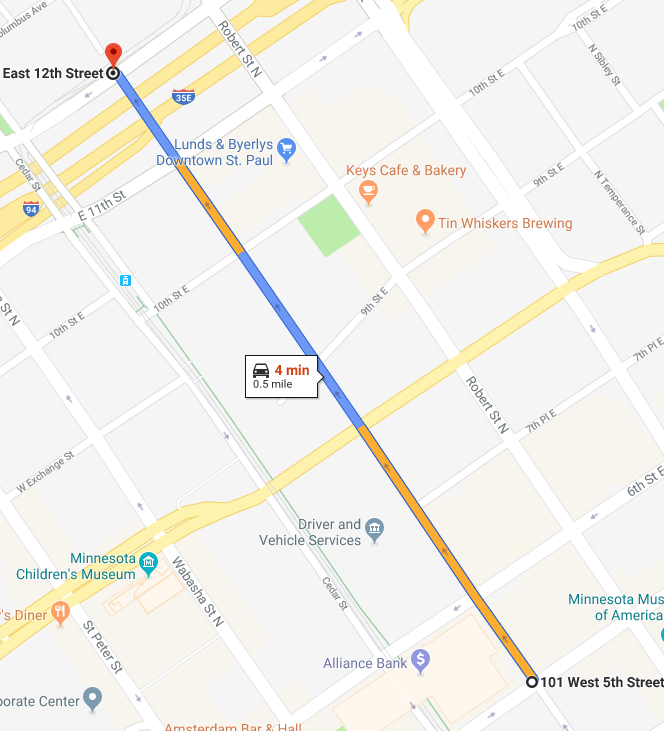 olumbus Ave
Robert St N
70th St E
N Sibley St
East 12th Street
10th St E
35E
Lunds & Byerlys
Downtown St. Paul
Keys Cafe & Bakery
9th St E
Cedar St
N Temperance St
94
E 11th St
Tin Whiskers Brewing
10th St E
9th St E
10th St E
7th Pl E
4 min
0.5 mile
Robert St N
7th Pl E
W Exchange St
6th St E
Driver and
Vehicle Services
Minnesota
Children's Museum
Wabasha St N
Cedar St
Minnesota Mus
of America
's Diner
St Peter St
Alliance Bank
$
101 West 5th Street
orate Center
Amsterdam Bar & Hall